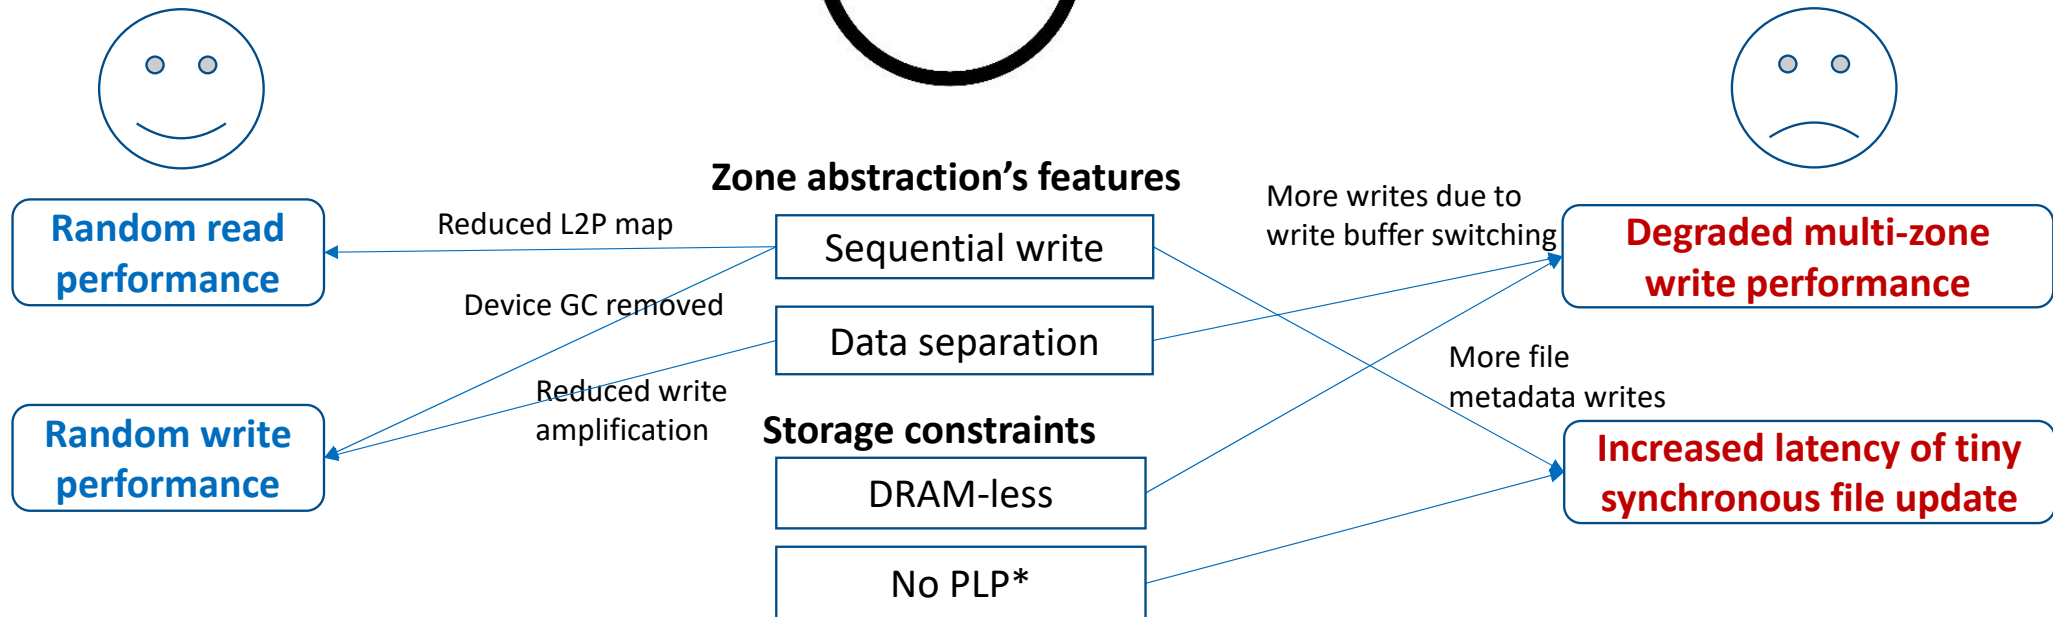 Zone abstraction's features
Random read
performance
Reduced L2P map
Sequential write
More writes due to
write buffer switching
Degraded multi-zone
write performance
Device GC removed
Data separation
Reduced write
amplification
More file
metadata writes
Random write
performance
Storage constraints
DRAM-less
Increased latency of tiny
synchronous file update
No PLP*